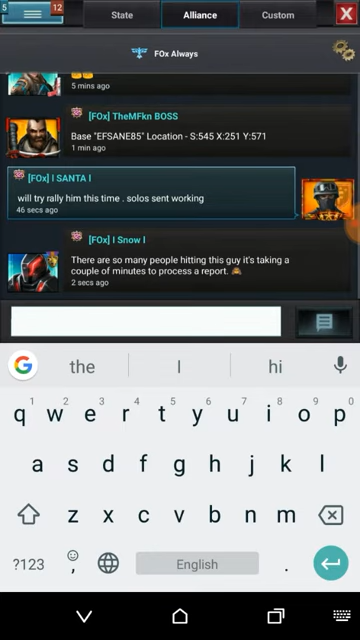 5
12
State
Alliance
Custom
FOx Always
5 mins ago
[FOx] TheMFkn BOSS
Base "EFSANE85" Location - S:545 X:251 Y:571
1 min ago
[FOx] l SANTA l
will try rally him this time . solos sent working
46 secs ago
[FOx] l Snow l
There are so many people hitting this guy it's taking a
couple of minutes to process a report. 🙈
2 secs ago
G the l hi
1 2 3 4 5 6 7 8 9 0
q w e r t y u i o p
a s d f g h j k l
z x c v b n m
?123 , English .